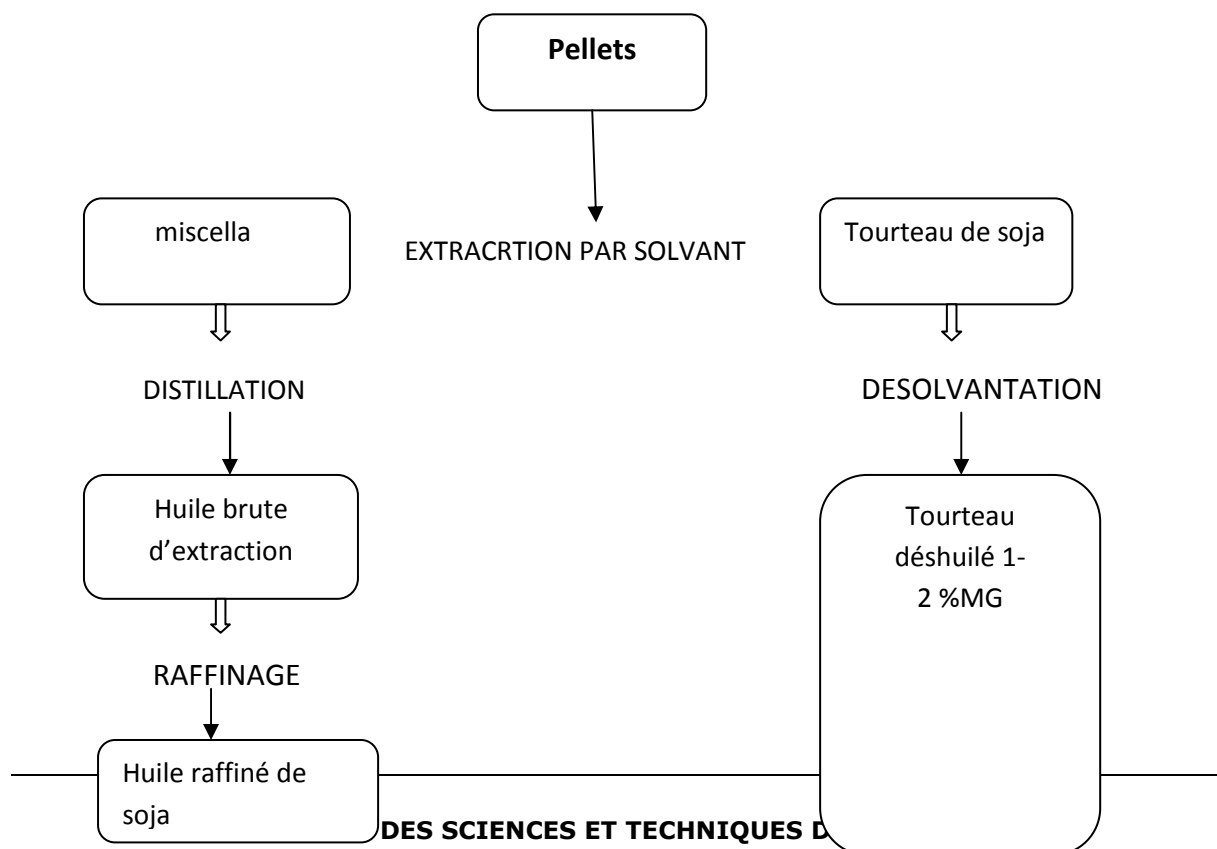 Pellets
miscella
EXTRACRTION PAR SOLVANT
Tourteau de soja
DISTILLATION
DESOLVANTATION
Huile brute
d’extraction
Tourteau
déshuilé 1-
2 %MG
RAFFINAGE
Huile raffiné de
soja
DES SCIENCES ET TECHNIQUES D